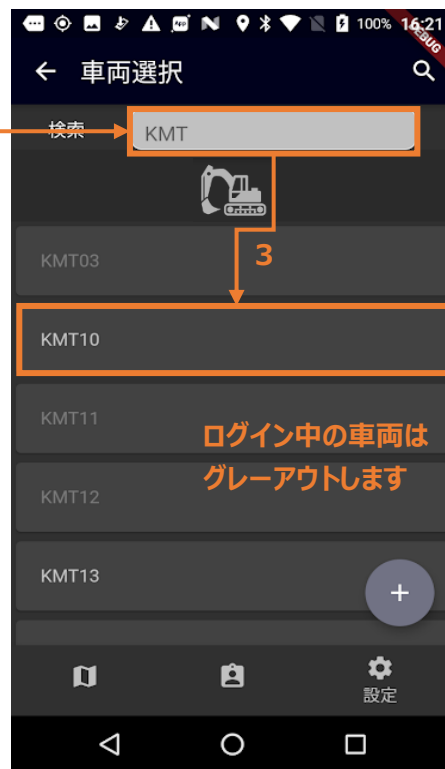 100% 16:21
DEBUG
車両選択
検索 KMT
3
KMT03
KMT10
KMT11
ログイン中の車両は
グレーアウトします
KMT12
KMT13
+
設定